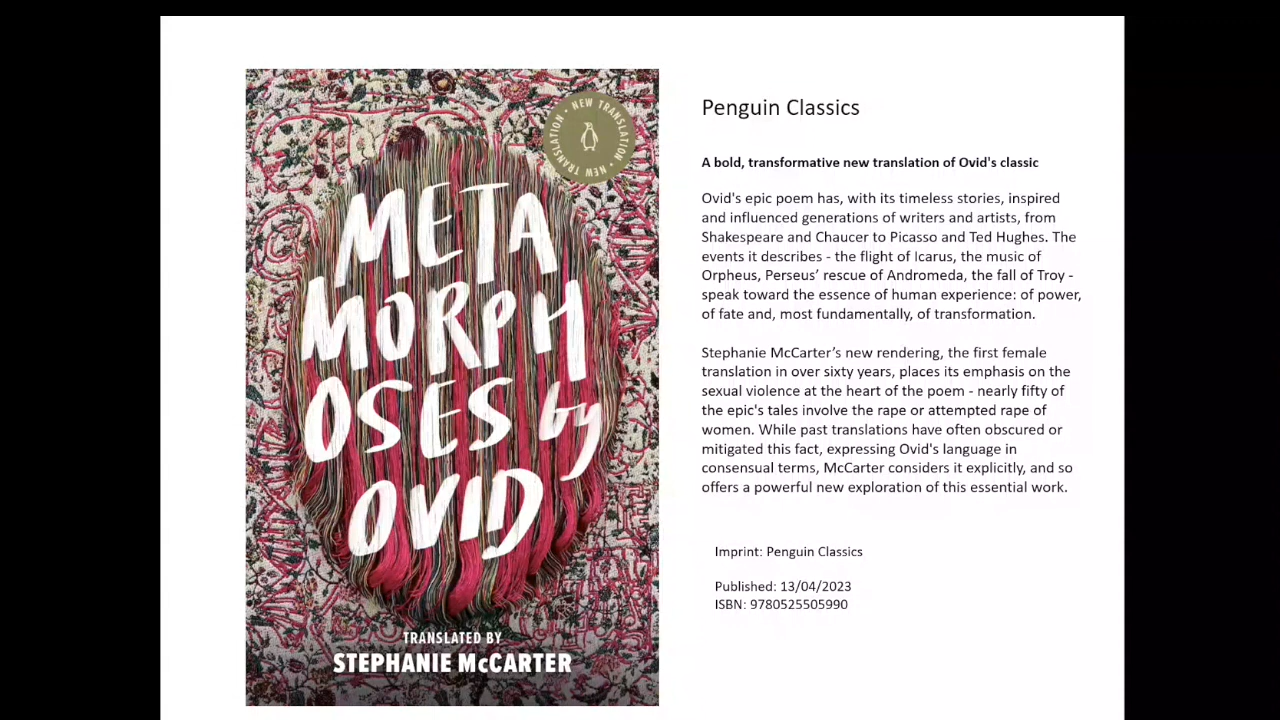 NEW TRANSLATION • NEW TRANSLATION •
META
MORPH
OSES by
OVID
TRANSLATED BY
STEPHANIE McCARTER
Penguin Classics
A bold, transformative new translation of Ovid's classic
Ovid's epic poem has, with its timeless stories, inspired
and influenced generations of writers and artists, from
Shakespeare and Chaucer to Picasso and Ted Hughes. The
events it describes - the flight of Icarus, the music of
Orpheus, Perseus’ rescue of Andromeda, the fall of Troy -
speak toward the essence of human experience: of power,
of fate and, most fundamentally, of transformation.
Stephanie McCarter’s new rendering, the first female
translation in over sixty years, places its emphasis on the
sexual violence at the heart of the poem - nearly fifty of
the epic's tales involve the rape or attempted rape of
women. While past translations have often obscured or
mitigated this fact, expressing Ovid's language in
consensual terms, McCarter considers it explicitly, and so
offers a powerful new exploration of this essential work.
Imprint: Penguin Classics
Published: 13/04/2023
ISBN: 9780525505990